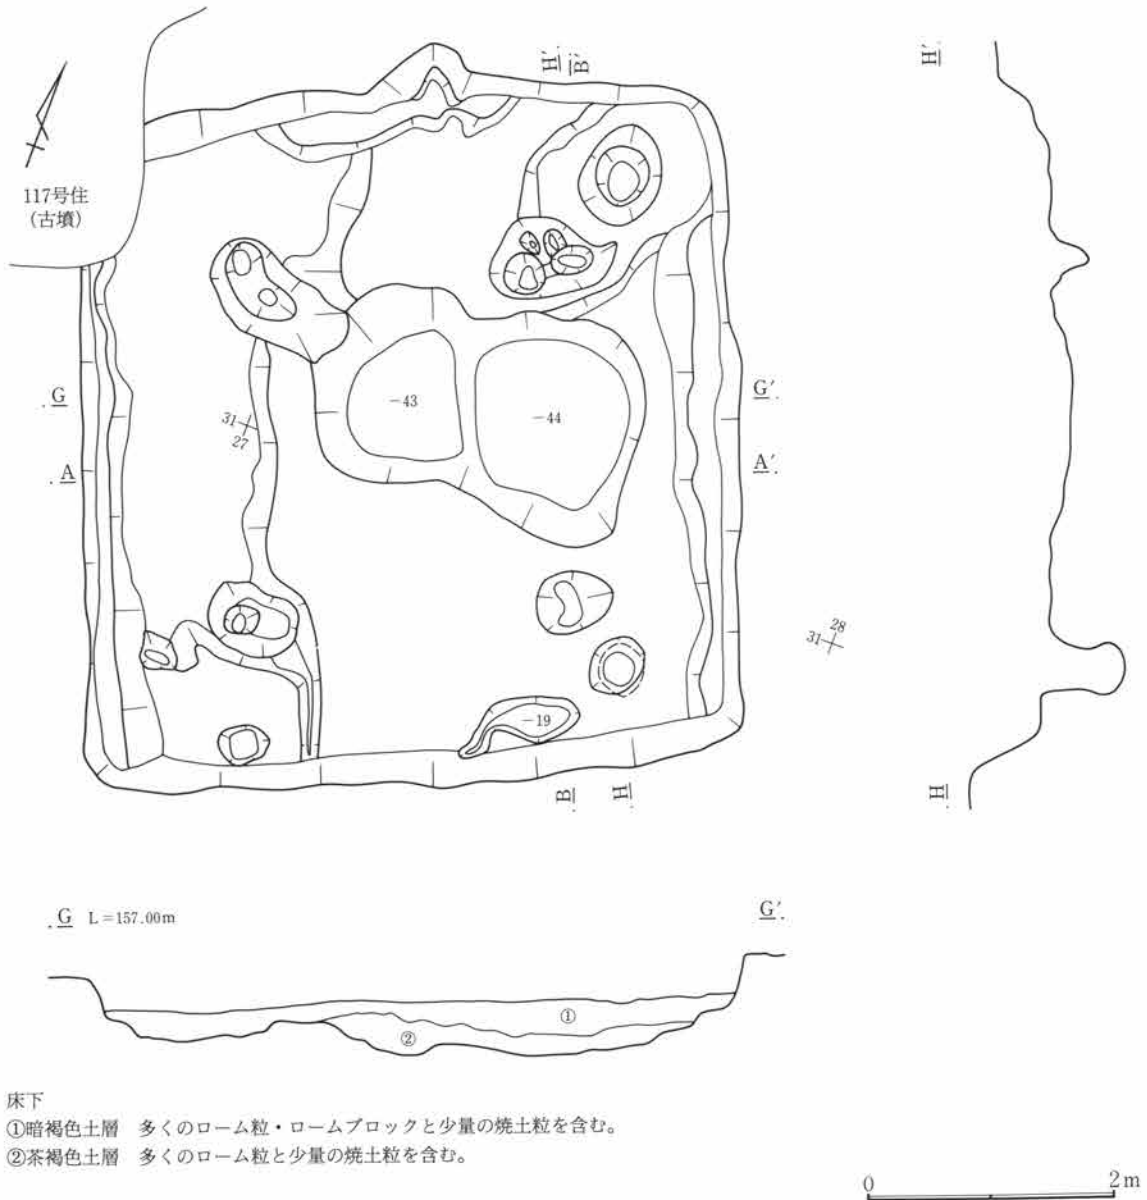 H′ B′
H′
117号住
(古墳)
G
G′
-43
-44
31
27
A
A′
28
31
-19
B H
H
G L=157.00m
G′
①
②
床下
①暗褐色土層 多くのローム粒・ロームブロックと少量の焼土粒を含む。
②茶褐色土層 多くのローム粒と少量の焼土粒を含む。
0 2m